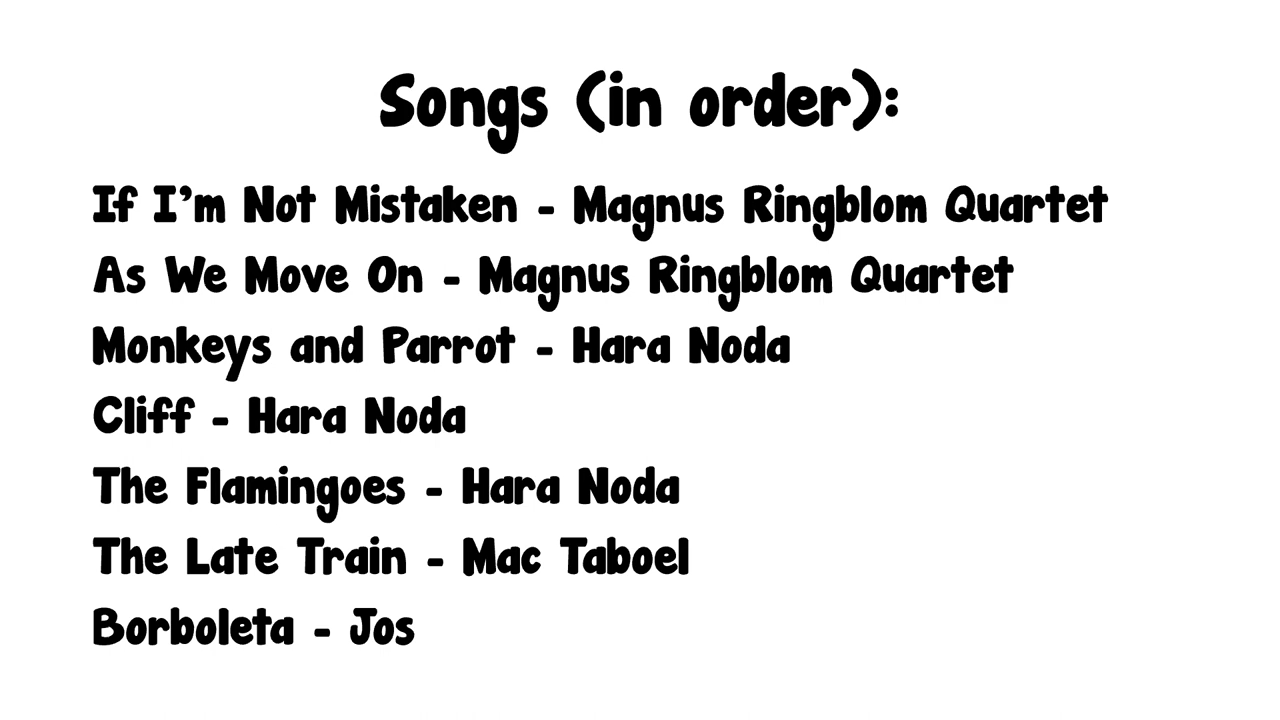 Songs (in order):
If I'm Not Mistaken - Magnus Ringblom Quartet
As We Move On - Magnus Ringblom Quartet
Monkeys and Parrot - Hara Noda
Cliff - Hara Noda
The Flamingoes - Hara Noda
The Late Train - Mac Taboel
Borboleta - Jos